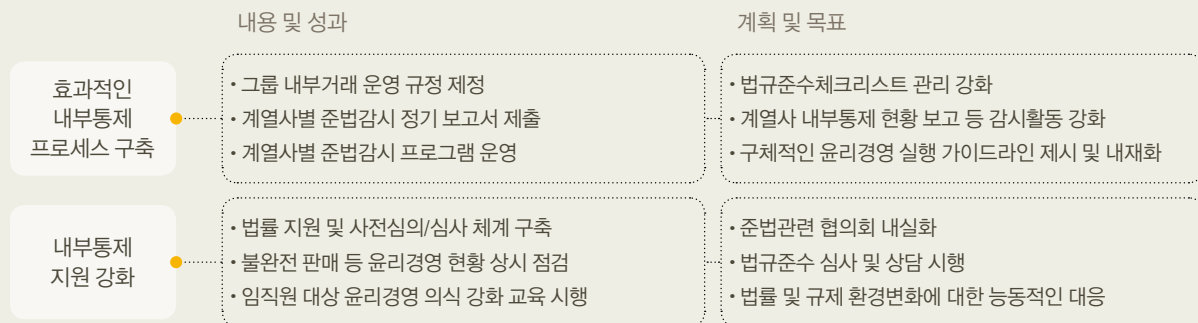 내용 및 성과
계획 및 목표
효과적인
내부통제
프로세스 구축
• 그룹 내부거래 운영 규정 제정
• 계열사별 준법감시 정기 보고서 제출
• 계열사별 준법감시 프로그램 운영
• 법규준수체크리스트 관리 강화
• 계열사 내부통제 현황 보고 등 감시활동 강화
• 구체적인 윤리경영 실행 가이드라인 제시 및 내재화
내부통제
지원 강화
• 법률 지원 및 사전심의/심사 체계 구축
• 불완전 판매 등 윤리경영 현황 상시 점검
• 임직원 대상 윤리경영 의식 강화 교육 시행
• 준법관련 협의회 내실화
• 법규준수 심사 및 상담 시행
• 법률 및 규제 환경변화에 대한 능동적인 대응